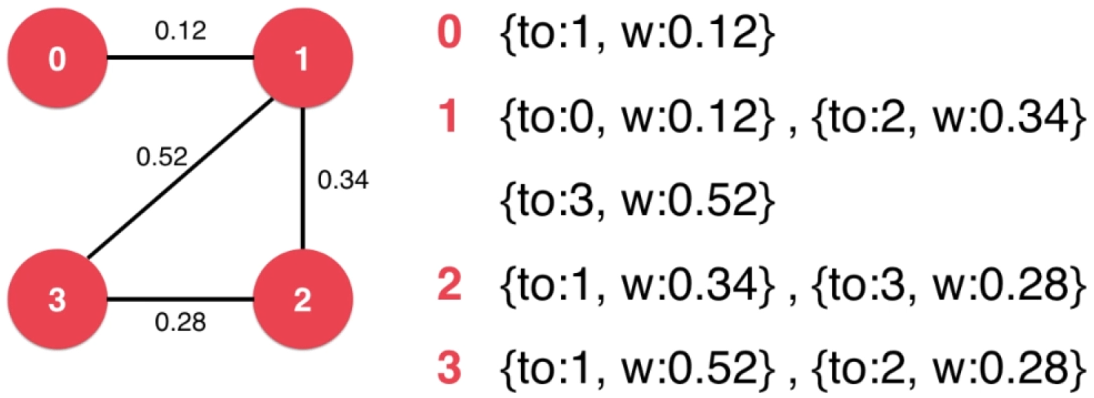 0.12
0
1
0.52
0.34
3
2
0.28
0 {to:1, w:0.12}
1 {to:0, w:0.12} , {to:2, w:0.34}
{to:3, w:0.52}
2 {to:1, w:0.34} , {to:3, w:0.28}
3 {to:1, w:0.52} , {to:2, w:0.28}